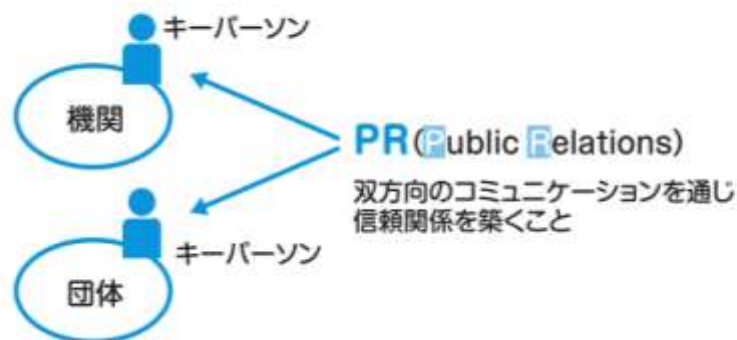 キーパーソン
機関
PR(Public Relations)
双方向のコミュニケーションを通じ
信頼関係を築くこと
キーパーソン
団体